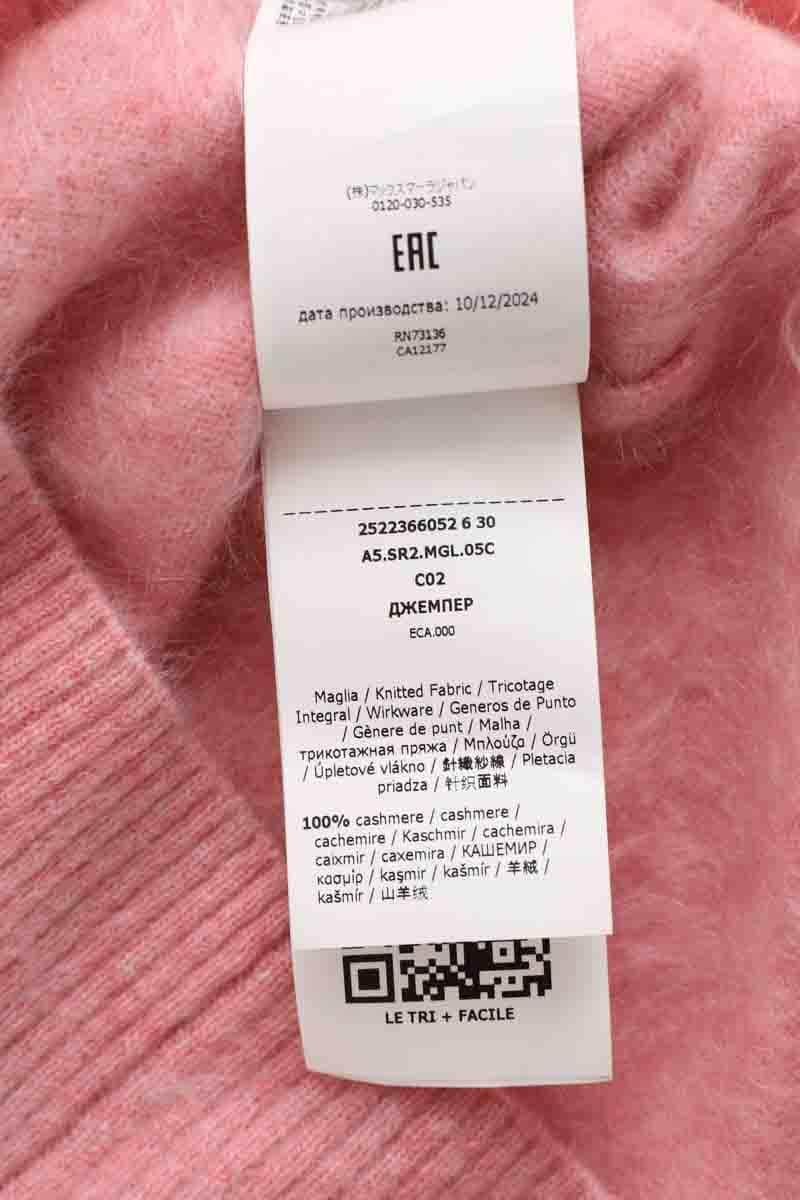 (株)マックスマーラジャパン
0120-030-535
EAC
дата производства: 10/12/2024
RN73136
CA12177
2522366052 6 30
A5.SR2.MGL.05C
C02
ДЖЕМПЕР
ECA.000
Maglia / Knitted Fabric / Tricotage
Integral / Wirkware / Generos de Punto
/ Gènere de punt / Malha /
трикотажная пряжа / Μπλούζα / Örgü
/ Úpletové vlákno / 針織紗線 / Pletacia
priadza / 针织面料
100% cashmere / cashmere /
cachemire / Kaschmir / cachemira /
caixmir / caxemira / КАШЕМИР /
κασμίρ / kaşmir / kašmír / 羊絨 /
kašmír / 山羊绒
LE TRI + FACILE